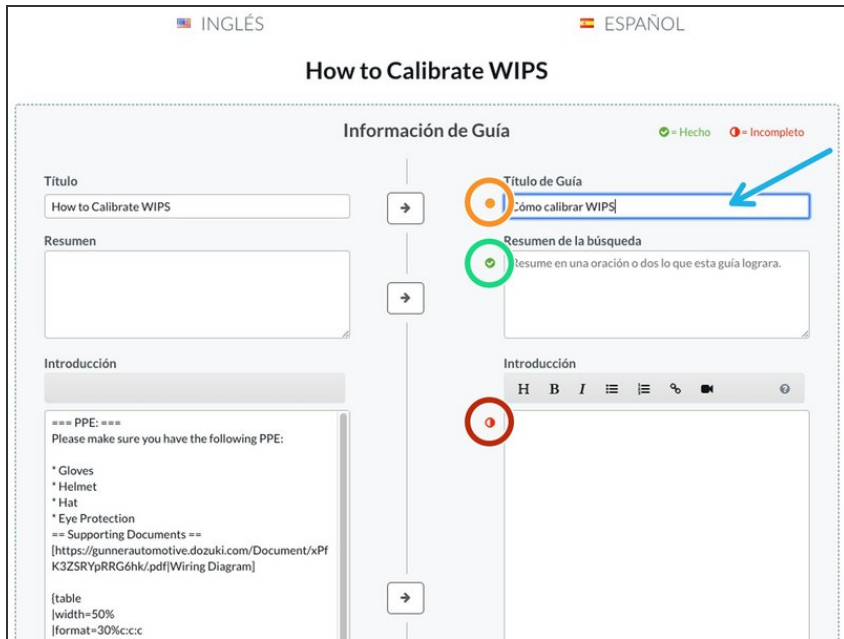 INGLÉS
ESPAÑOL
How to Calibrate WIPS
Información de Guía
= Hecho
= Incompleto
Título
How to Calibrate WIPS
Título de Guía
Cómo calibrar WIPS
Resumen
Resumen de la búsqueda
Resume en una oración o dos lo que esta guía lograra.
Introducción
Introducción
H B I
=== PPE: ===
Please make sure you have the following PPE:
* Gloves
* Helmet
* Hat
* Eye Protection
== Supporting Documents ==
[https://gunnerautomotive.dozuki.com/Document/xPf
K3ZSRYpRRG6hk/.pdf|Wiring Diagram]
{table
|width=50%
|format=30%c:c:c